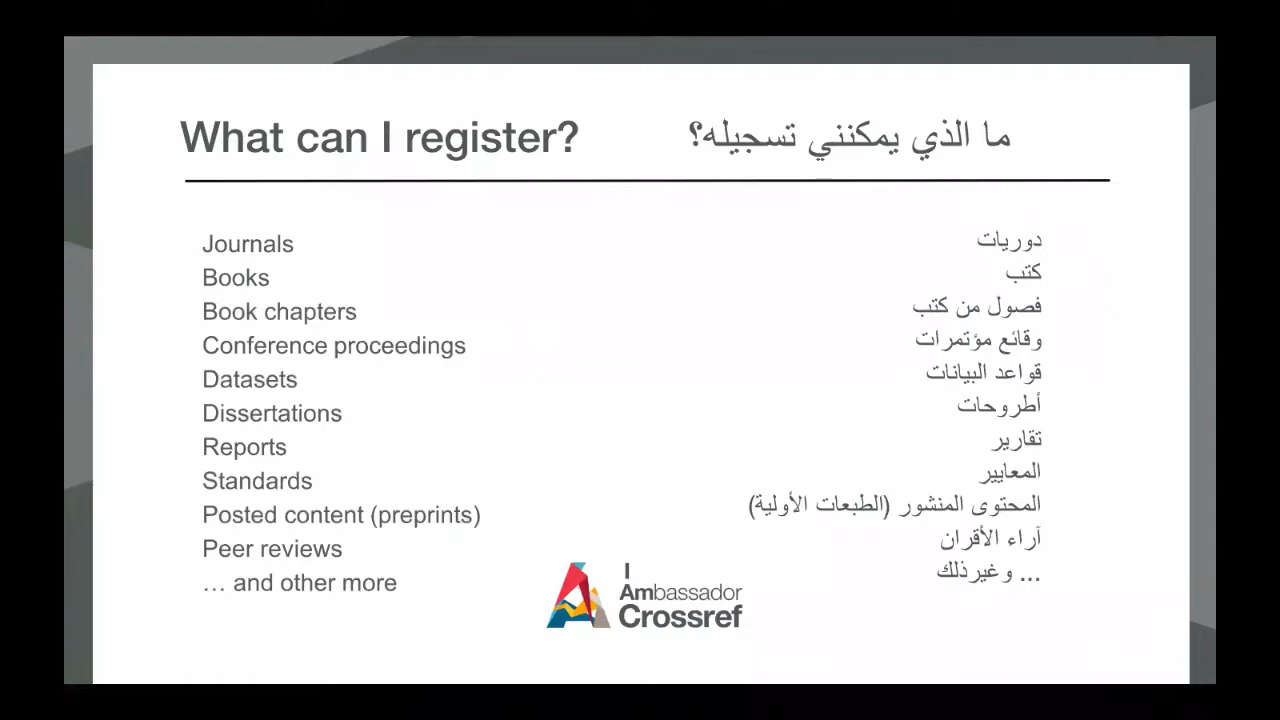 What can I register?
ما الذي يمكنني تسجيله؟
Journals
Books
Book chapters
Conference proceedings
Datasets
Dissertations
Reports
Standards
Posted content (preprints)
Peer reviews
… and other more
دوريات
كتب
فصول من كتب
وقائع مؤتمرات
قواعد البيانات
أطروحات
تقارير
المعايير
المحتوى المنشور (الطبعات الأولية)
آراء الأقران
... وغيرذلك
I
Ambassador
Crossref